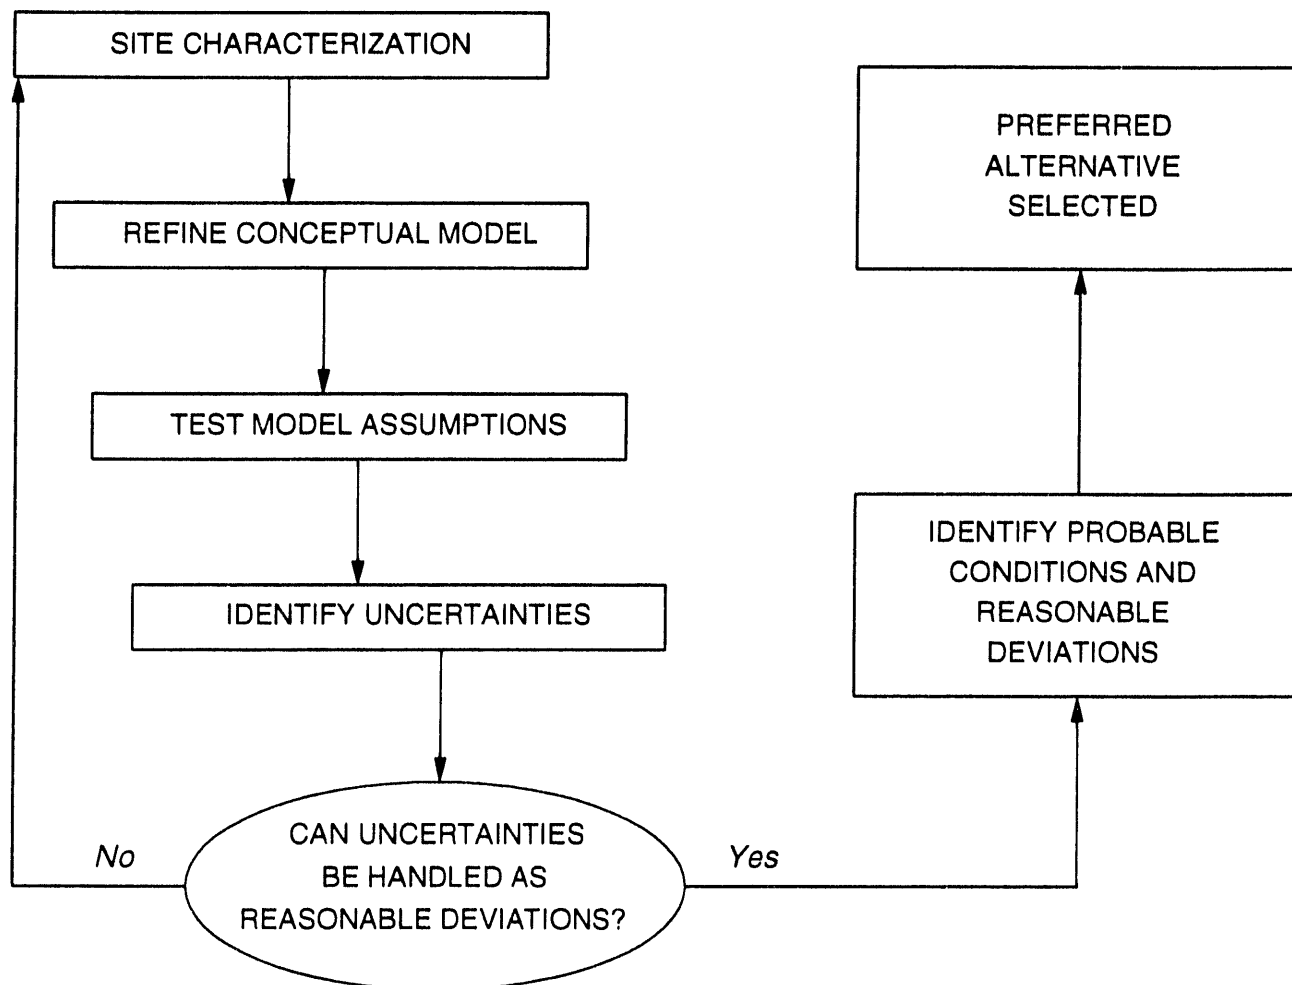 SITE CHARACTERIZATION
REFINE CONCEPTUAL MODEL
TEST MODEL ASSUMPTIONS
IDENTIFY UNCERTAINTIES
CAN UNCERTAINTIES
BE HANDLED AS
REASONABLE DEVIATIONS?
No
Yes
IDENTIFY PROBABLE
CONDITIONS AND
REASONABLE
DEVIATIONS
PREFERRED
ALTERNATIVE
SELECTED